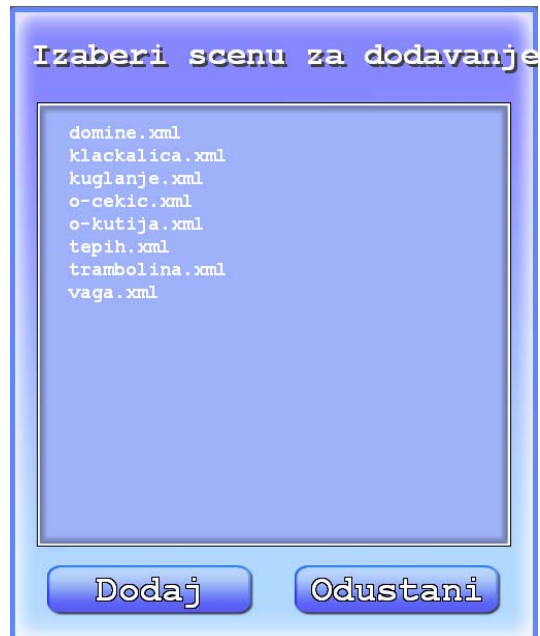 Izaberi scenu za dodavanje
domine.xml
klackalica.xml
kuglanje.xml
o-cekic.xml
o-kutija.xml
tepih.xml
trambolina.xml
vaga.xml
Dodaj
Odustani